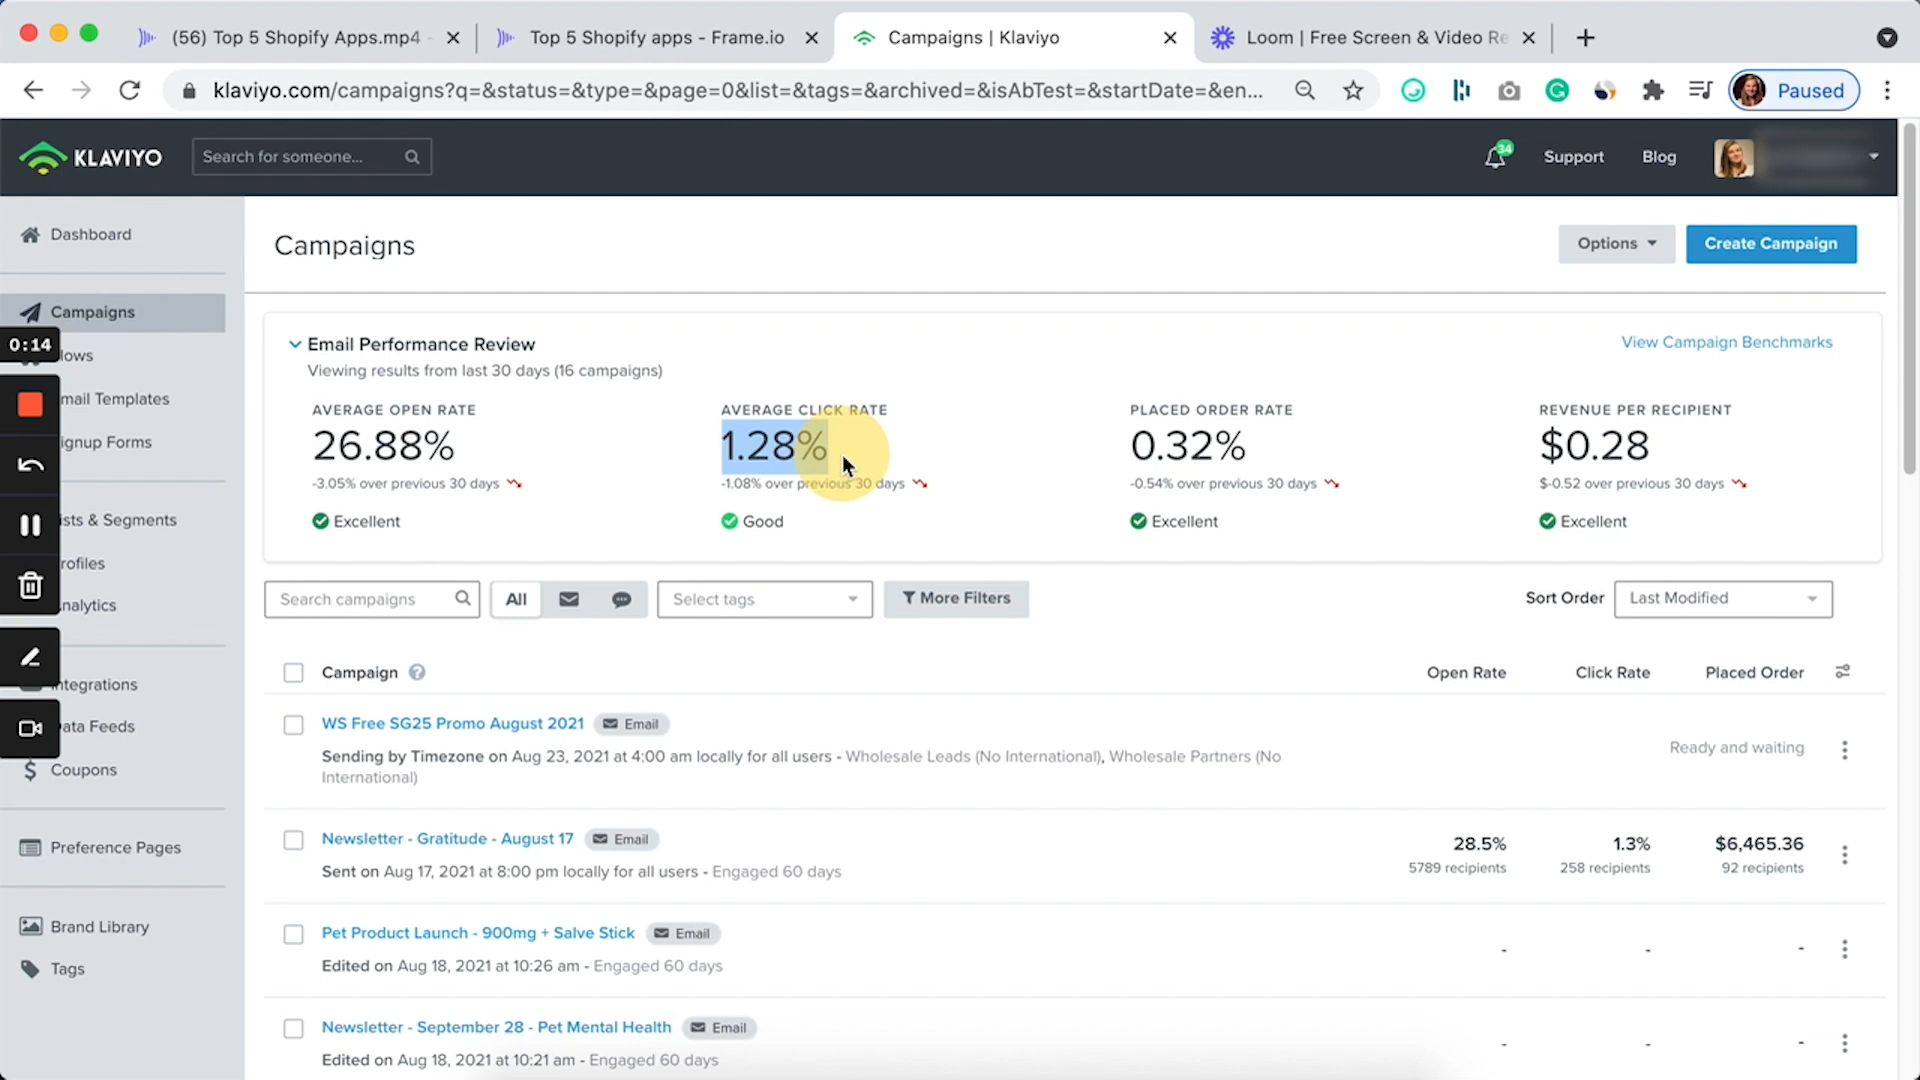 (56) Top 5 Shopify Apps.mp4 -
Top 5 Shopify apps - Frame.io
Campaigns | Klaviyo
Loom | Free Screen & Video Re
klaviyo.com/campaigns?q=&status=&type=&page=0&list=&tags=&archived=&isAbTest=&startDate=&en...
Paused
KLAVIYO
Search for someone...
34
Support
Blog
Dashboard
Campaigns
Options
Create Campaign
Campaigns
0:14
lows
mail Templates
ignup Forms
ists & Segments
rofiles
nalytics
ntegrations
ata Feeds
Coupons
Preference Pages
Brand Library
Tags
Email Performance Review
View Campaign Benchmarks
Viewing results from last 30 days (16 campaigns)
AVERAGE OPEN RATE
26.88%
-3.05% over previous 30 days
Excellent
AVERAGE CLICK RATE
1.28%
-1.08% over previous 30 days
Good
PLACED ORDER RATE
0.32%
-0.54% over previous 30 days
Excellent
REVENUE PER RECIPIENT
$0.28
$-0.52 over previous 30 days
Excellent
Search campaigns
All
Select tags
More Filters
Sort Order
Last Modified
Campaign ?
Open Rate
Click Rate
Placed Order
WS Free SG25 Promo August 2021 Email
Sending by Timezone on Aug 23, 2021 at 4:00 am locally for all users - Wholesale Leads (No International), Wholesale Partners (No
International)
Ready and waiting
Newsletter - Gratitude - August 17 Email
Sent on Aug 17, 2021 at 8:00 pm locally for all users - Engaged 60 days
28.5%
5789 recipients
1.3%
258 recipients
$6,465.36
92 recipients
Pet Product Launch - 900mg + Salve Stick Email
Edited on Aug 18, 2021 at 10:26 am - Engaged 60 days
- - -
Newsletter - September 28 - Pet Mental Health Email
Edited on Aug 18, 2021 at 10:21 am - Engaged 60 days
- - -